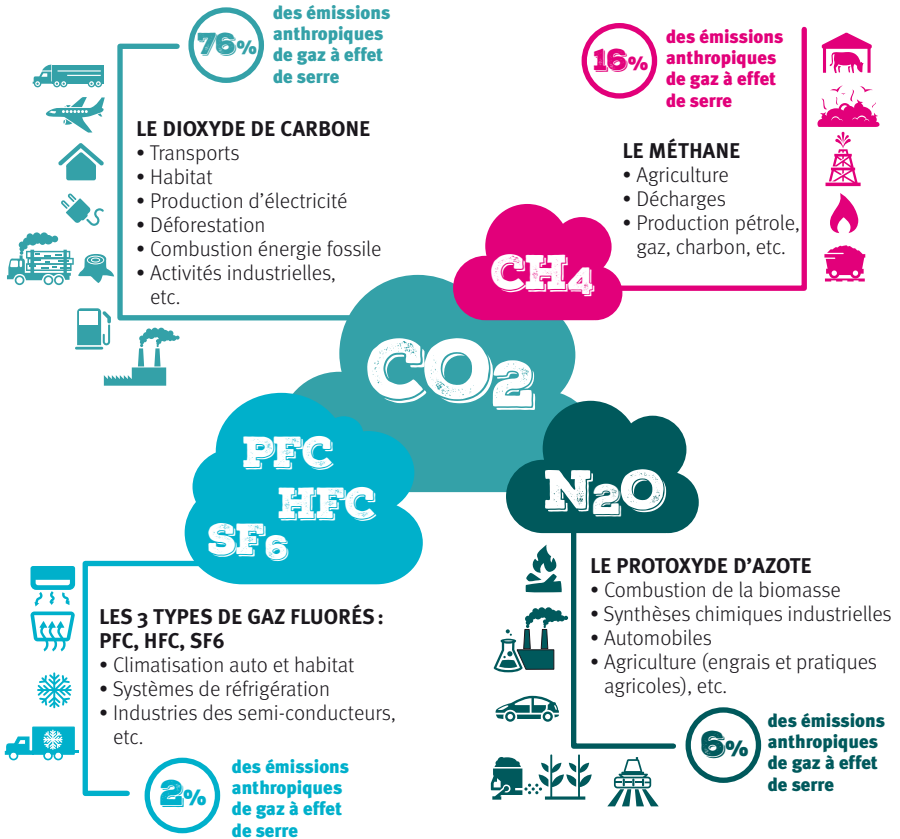 76%
des émissions
anthropiques
de gaz à effet
de serre
LE DIOXYDE DE CARBONE
• Transports
• Habitat
• Production d’électricité
• Déforestation
• Combustion énergie fossile
• Activités industrielles,
etc.
16%
des émissions
anthropiques
de gaz à effet
de serre
LE MÉTHANE
• Agriculture
• Décharges
• Production pétrole,
gaz, charbon, etc.
CH4
CO2
PFC
HFC
SF6
N2O
LES 3 TYPES DE GAZ FLUORÉS :
PFC, HFC, SF6
• Climatisation auto et habitat
• Systèmes de réfrigération
• Industries des semi-conducteurs,
etc.
2%
des émissions
anthropiques
de gaz à effet
de serre
LE PROTOXYDE D’AZOTE
• Combustion de la biomasse
• Synthèses chimiques industrielles
• Automobiles
• Agriculture (engrais et pratiques
agricoles), etc.
6%
des émissions
anthropiques
de gaz à effet
de serre